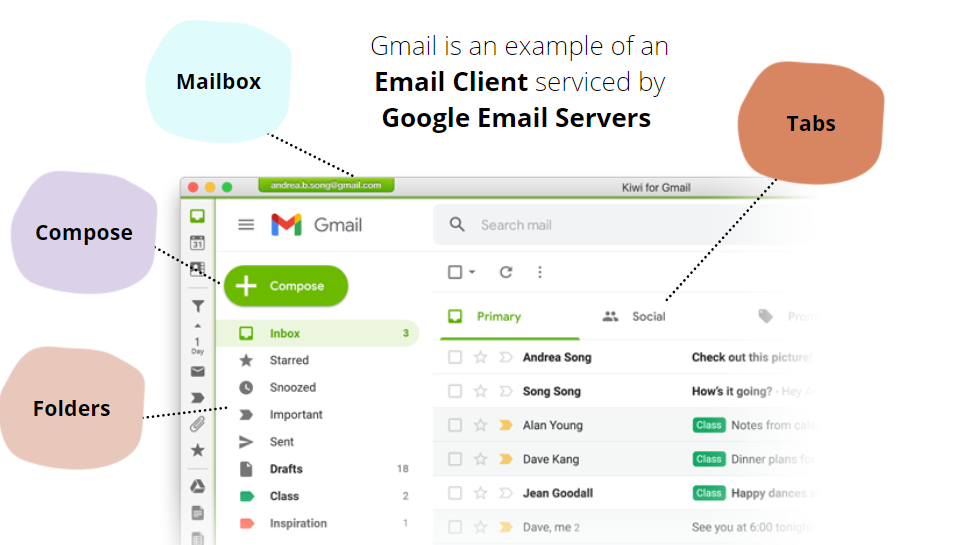 Gmail is an example of an
Email Client serviced by
Google Email Servers
Mailbox
Tabs
Compose
Folders
andrea.b.song@gmail.com
Kiwi for Gmail
31
1
Day
Gmail
Search mail
Compose
Inbox 3
Starred
Snoozed
Important
Sent
Drafts 18
Class 2
Inspiration 1
Primary
Social
Andrea Song Check out this picture!
Song Song How's it going? - Hey
Alan Young Class Notes from
Dave Kang Class Dinner plans
Jean Goodall Class Happy dances
Dave, me 2 See you at 6:00 tonight